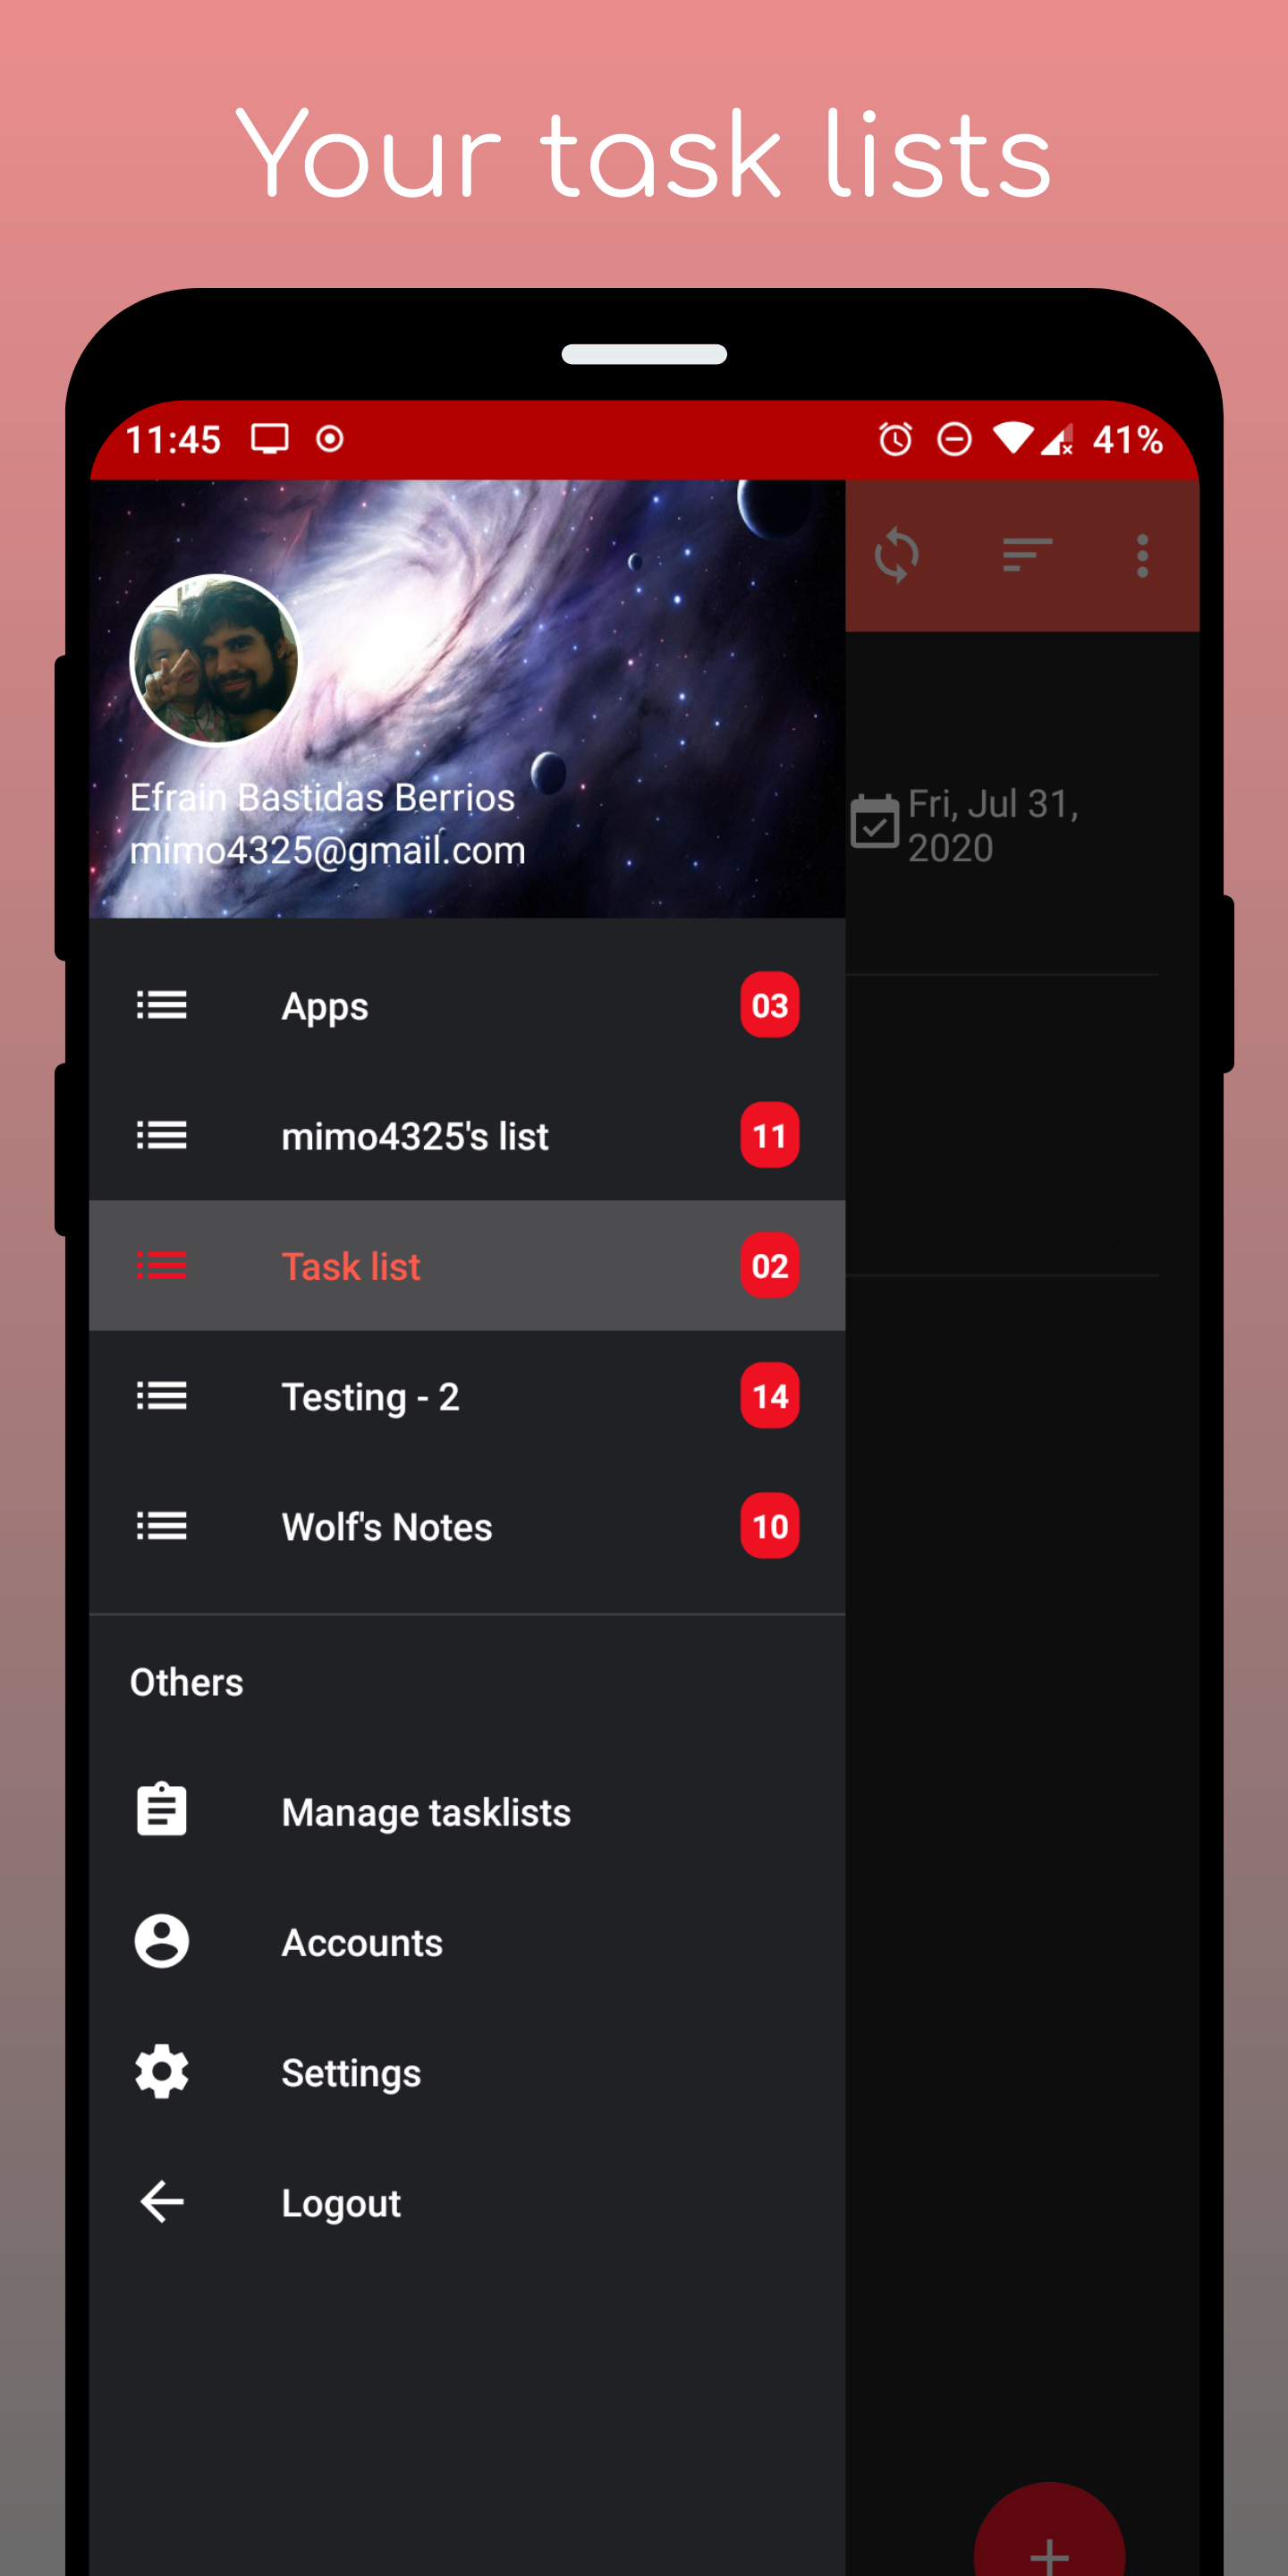 Your task lists
11:45
41%
Efrain Bastidas Berrios
mimo4325@gmail.com
Fri, Jul 31,
2020
Apps 03
mimo4325's list 11
Task list 02
Testing - 2 14
Wolf's Notes 10
Others
Manage tasklists
Accounts
Settings
Logout